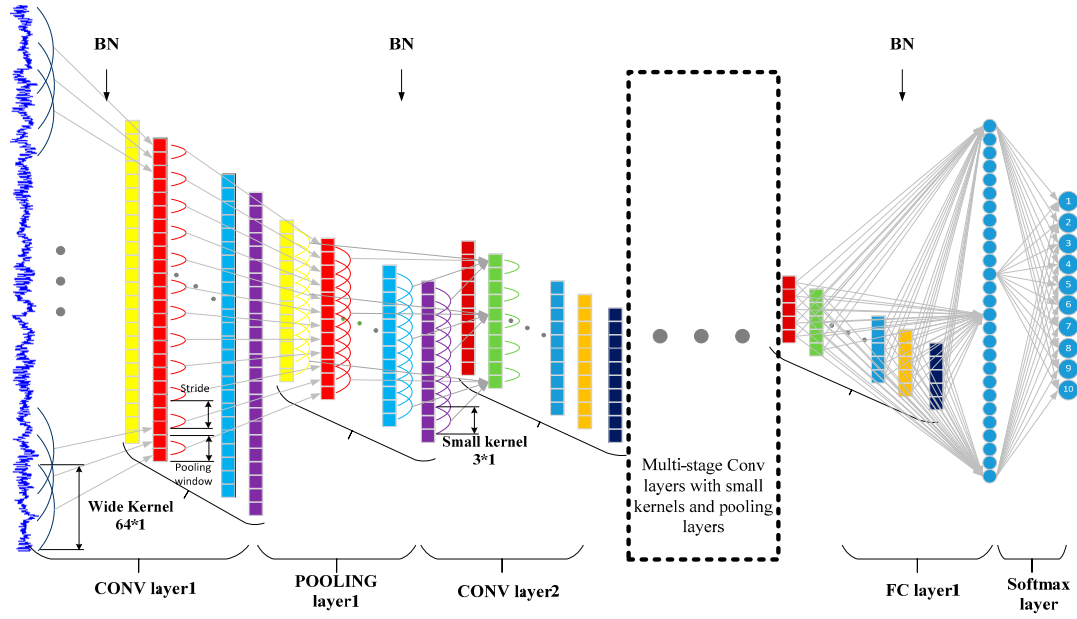 BN
BN
BN
Stride
Pooling
window
Wide Kernel
64*1
Small kernel
3*1
Multi-stage Conv
layers with small
kernels and pooling
layers
1
2
3
4
5
6
7
8
9
10
CONV layer1
POOLING
layer1
CONV layer2
FC layer1
Softmax
layer